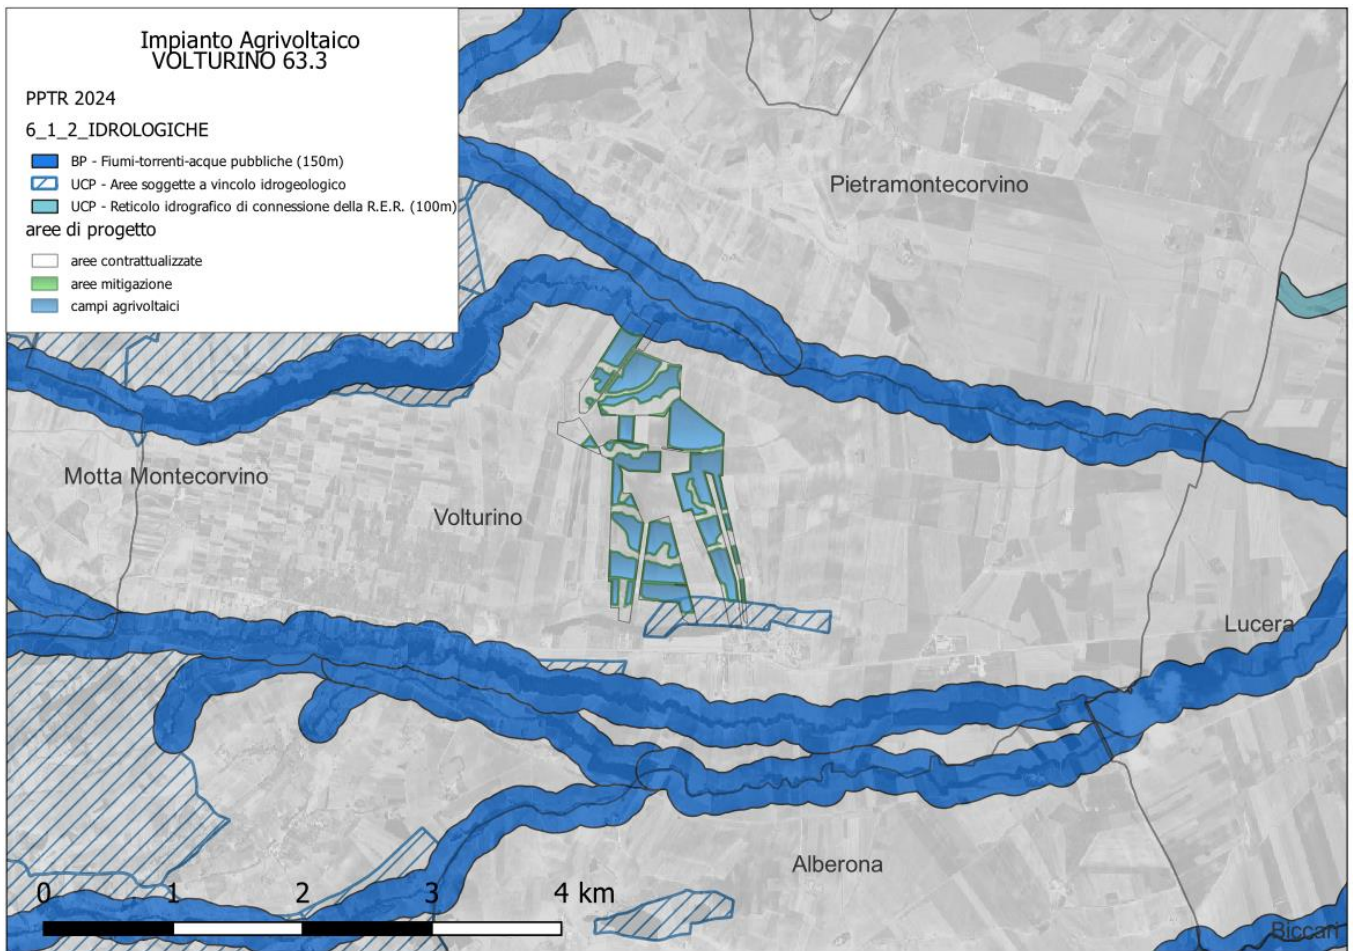 Impianto Agrivoltaico
VOLTURINO 63.3
PPTR 2024
6_1_2_IDROLOGICHE
BP - Fiumi-torrenti-acque pubbliche (150m)
UCP - Aree soggette a vincolo idrogeologico
UCP - Reticolo idrografico di connessione della R.E.R. (100m)
aree di progetto
aree contrattualizzate
aree mitigazione
campi agrivoltaici
Pietramontecorvino
Motta Montecorvino
Volturino
Lucera
Alberona
0 1 2 3 4 km
Biccari